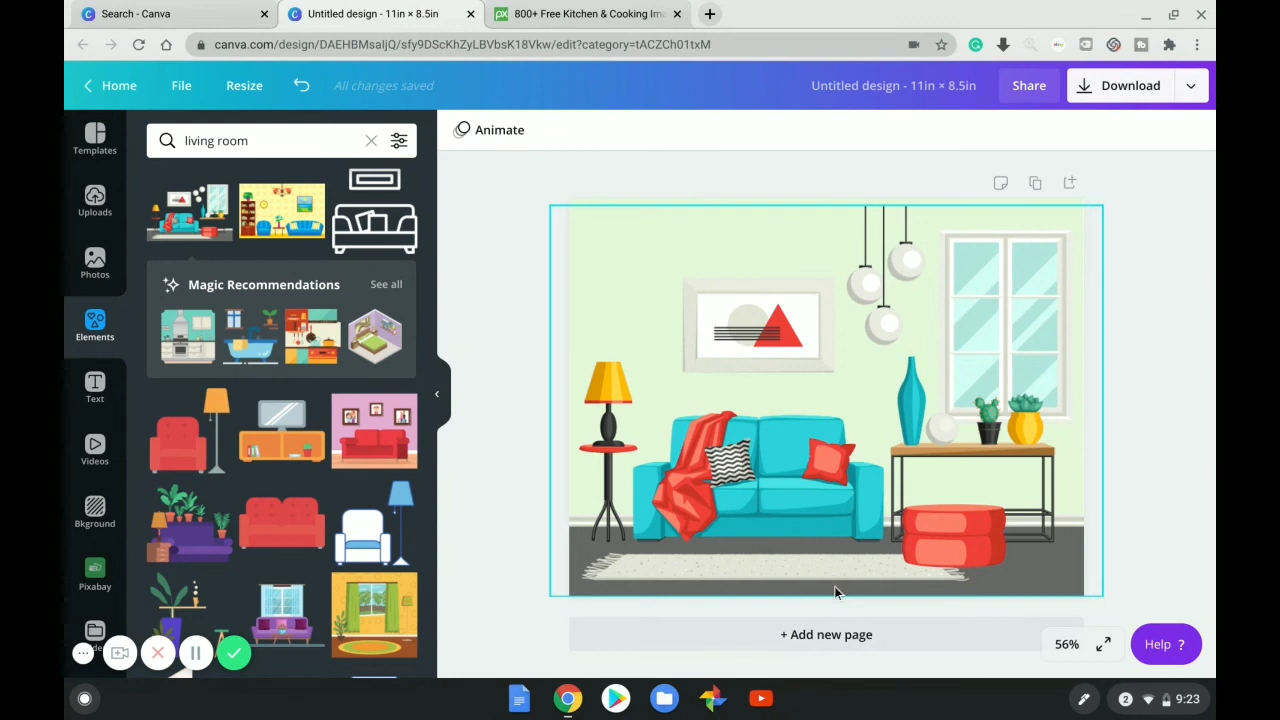 Search - Canva
Untitled design - 11in × 8.5in
800+ Free Kitchen & Cooking Im
canva.com/design/DAEHBMsaljQ/sfy9DScKhZyLBVbsK18Vkw/edit?category=tACZCh01txM
Home
File
Resize
All changes saved
Untitled design - 11in × 8.5in
Share
Download
Templates
living room
Animate
Uploads
Photos
Magic Recommendations
See all
Elements
Text
Videos
Bkground
Pixabay
+ Add new page
56%
Help ?
2
9:23